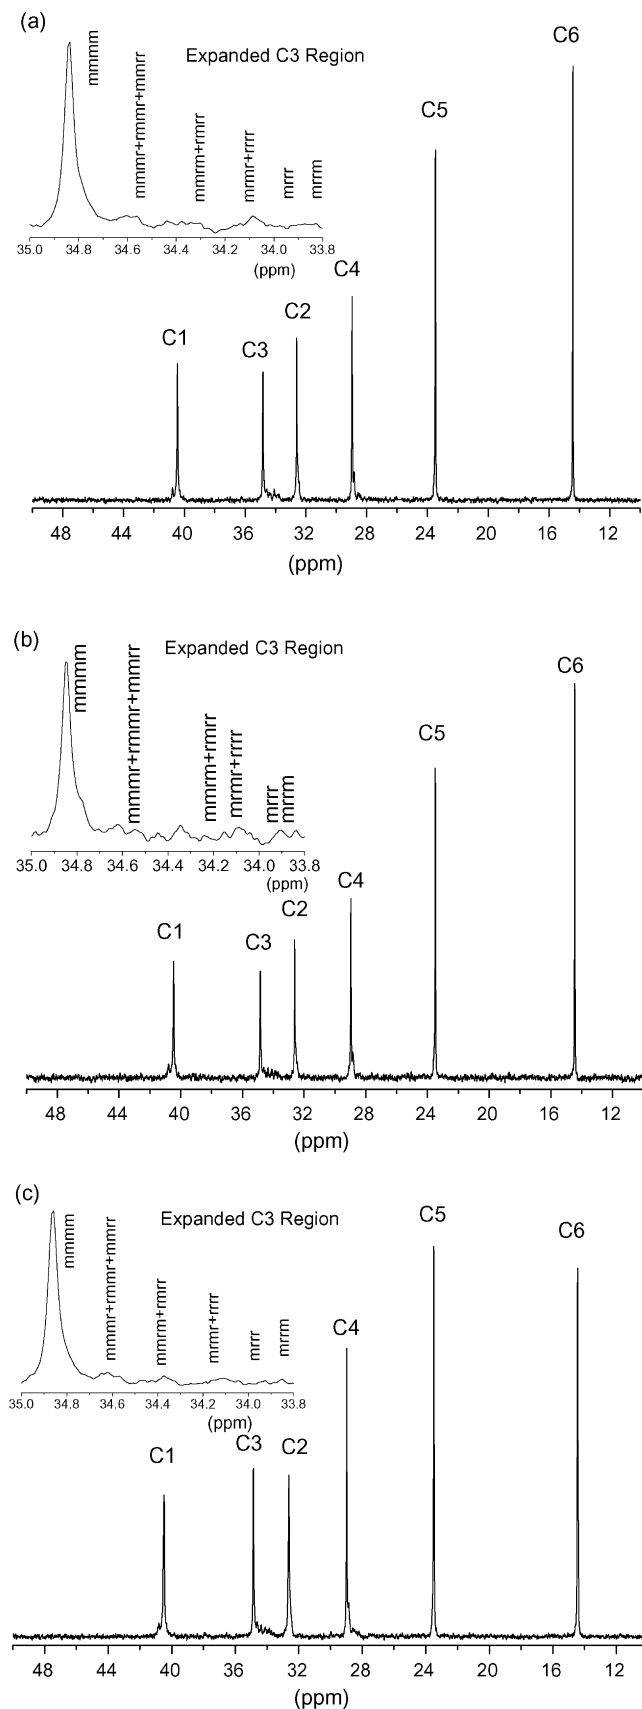 (a)
Expanded C3 Region
mmmm
mmmr+rmmr+mmrr
mmrm+rmrr
mrmr+rrrr
mrrr
mrrm
35.0 34.8 34.6 34.4 34.2 34.0 33.8
(ppm)
C1
C3
C2
C4
C5
C6
48 44 40 36 32 28 24 20 16 12
(ppm)
(b)
Expanded C3 Region
mmmm
mmmr+rmmr+mmrr
mmrm+rmrr
mrmr+rrrr
mrrr
mrrm
35.0 34.8 34.6 34.4 34.2 34.0 33.8
(ppm)
C1
C3
C2
C4
C5
C6
48 44 40 36 32 28 24 20 16 12
(ppm)
(c)
Expanded C3 Region
mmmm
mmmr+rmmr+mmrr
mmrm+rmrr
mrmr+rrrr
mrrr
mrrm
35.0 34.8 34.6 34.4 34.2 34.0 33.8
(ppm)
C1
C3
C2
C4
C5
C6
48 44 40 36 32 28 24 20 16 12
(ppm)